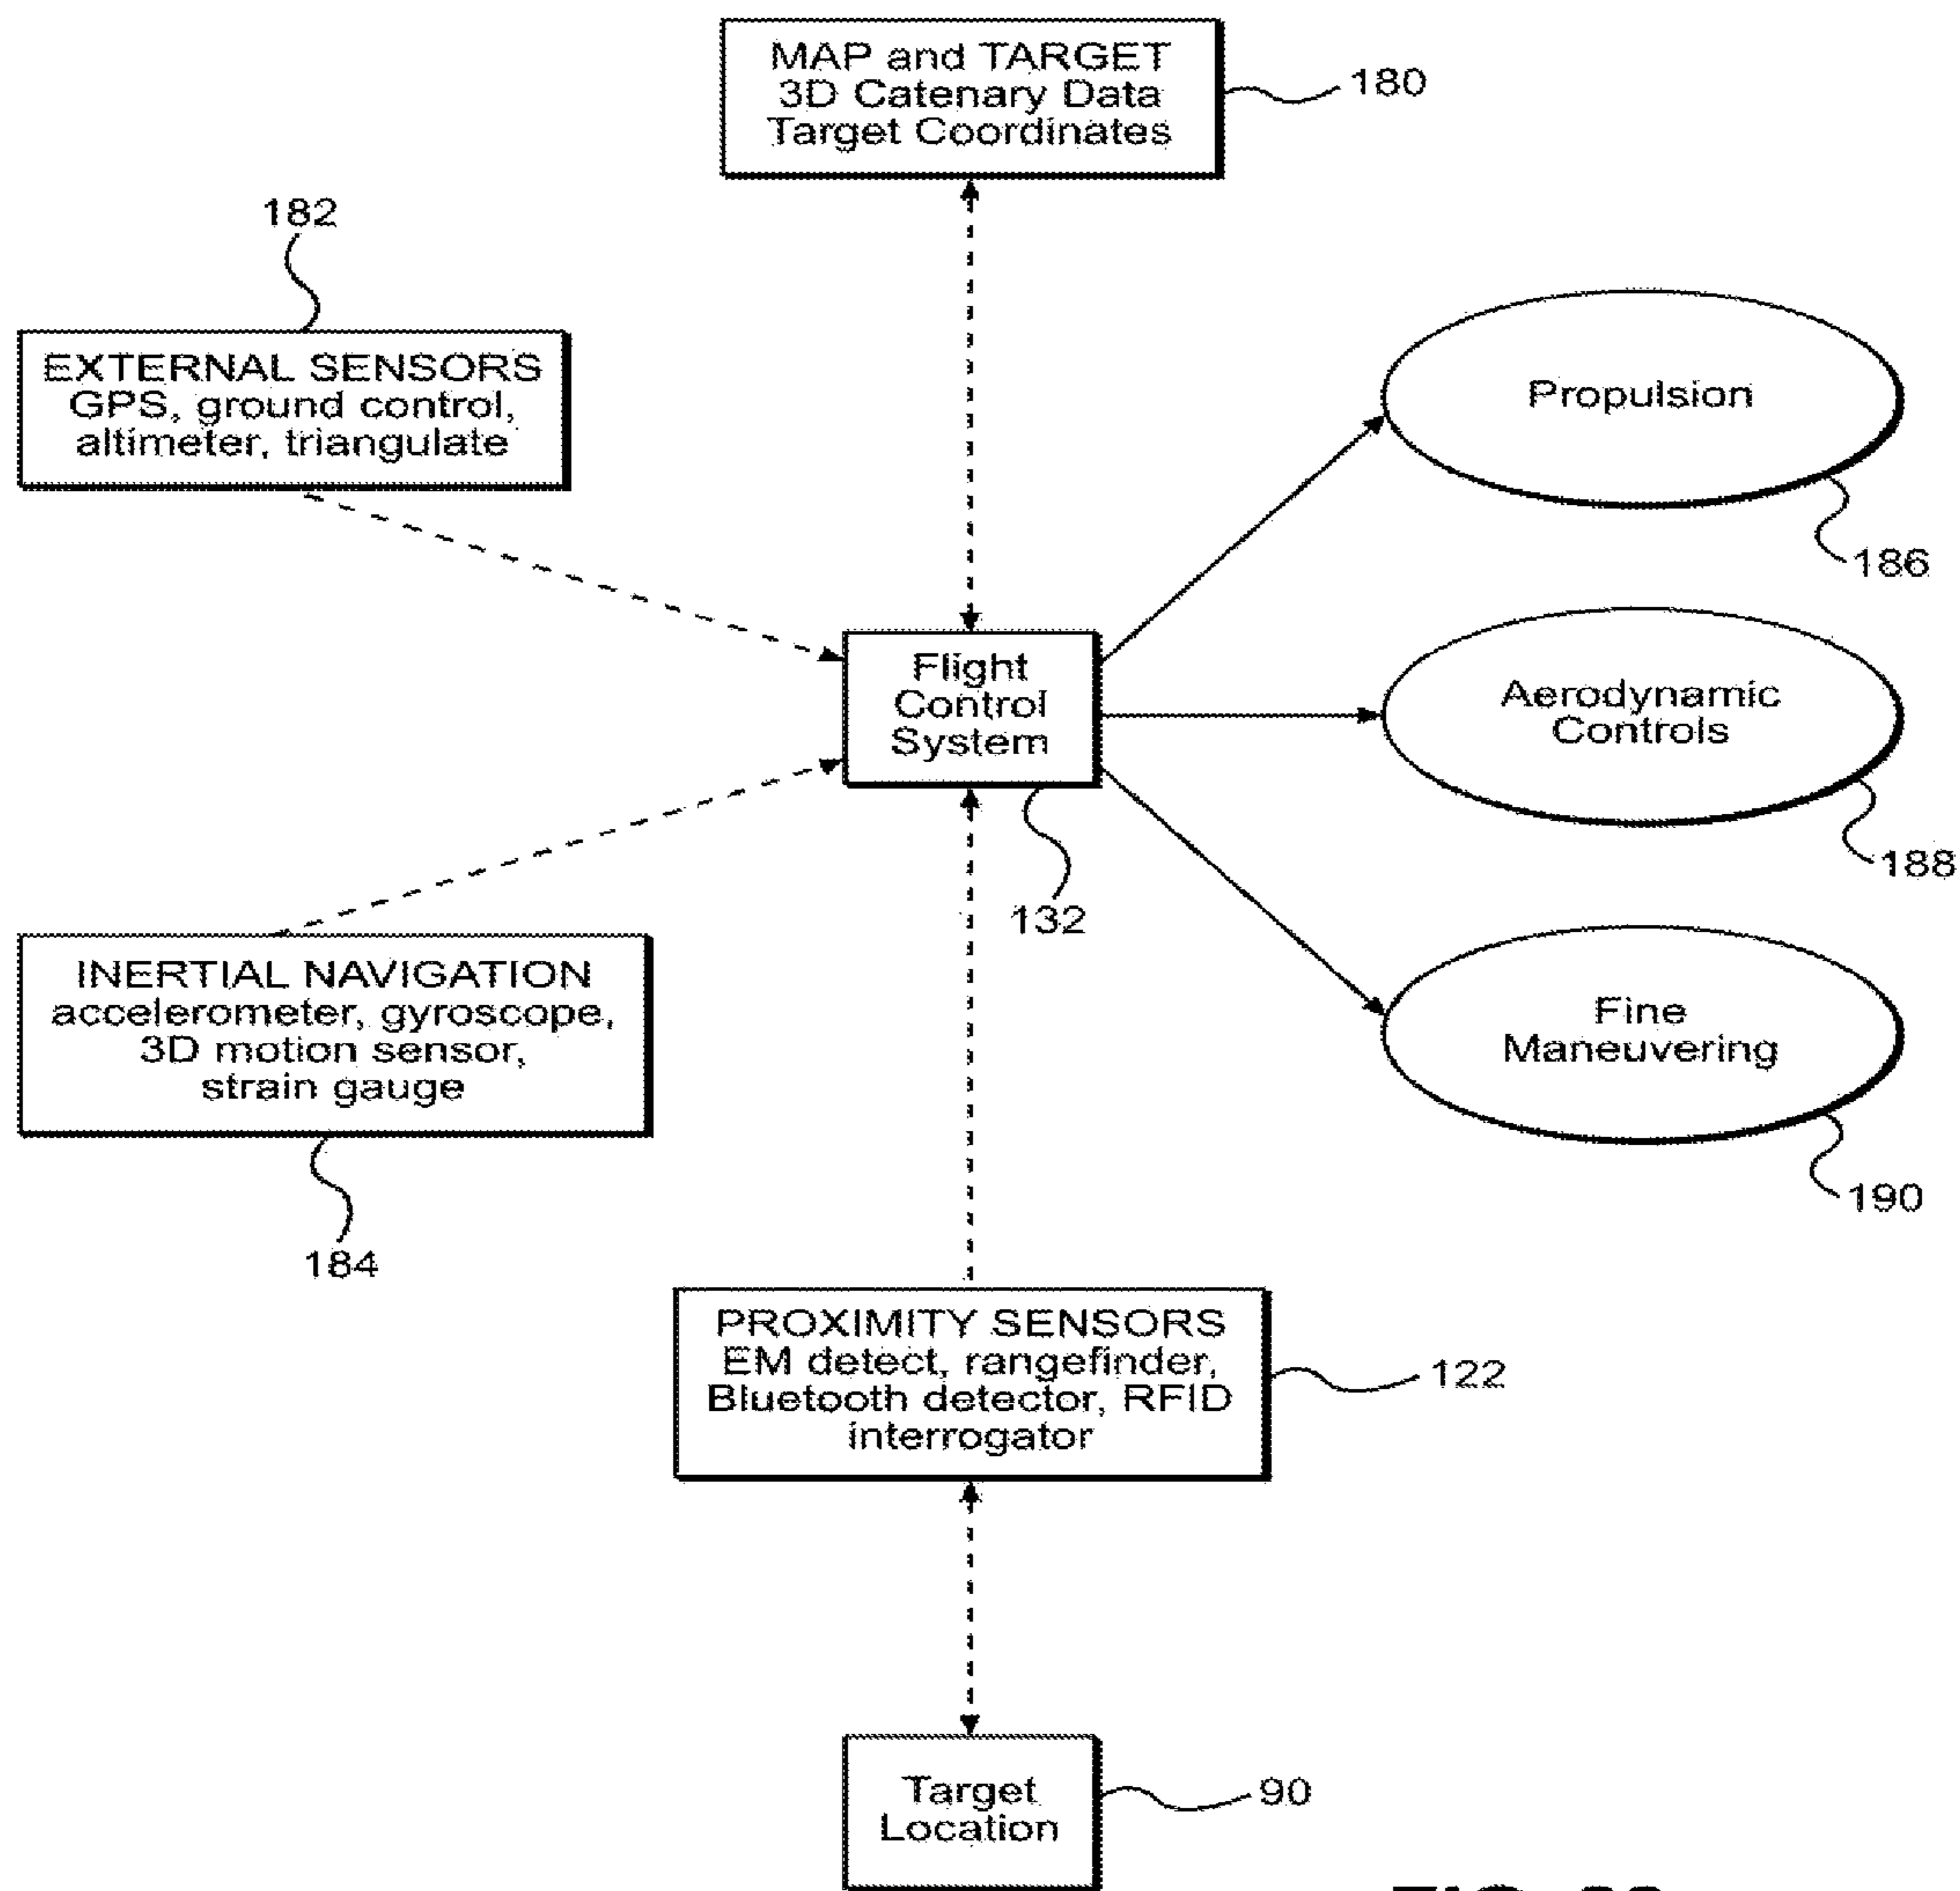 MAP and TARGET
3D Catenary Data
Target Coordinates
180
182
EXTERNAL SENSORS
GPS, ground control,
altimeter, triangulate
Propulsion
186
Flight
Control
System
132
Aerodynamic
Controls
188
INERTIAL NAVIGATION
accelerometer, gyroscope,
3D motion sensor,
strain gauge
184
Fine
Maneuvering
190
PROXIMITY SENSORS
EM detect, rangefinder,
Bluetooth detector, RFID
interrogator
122
Target
Location
90